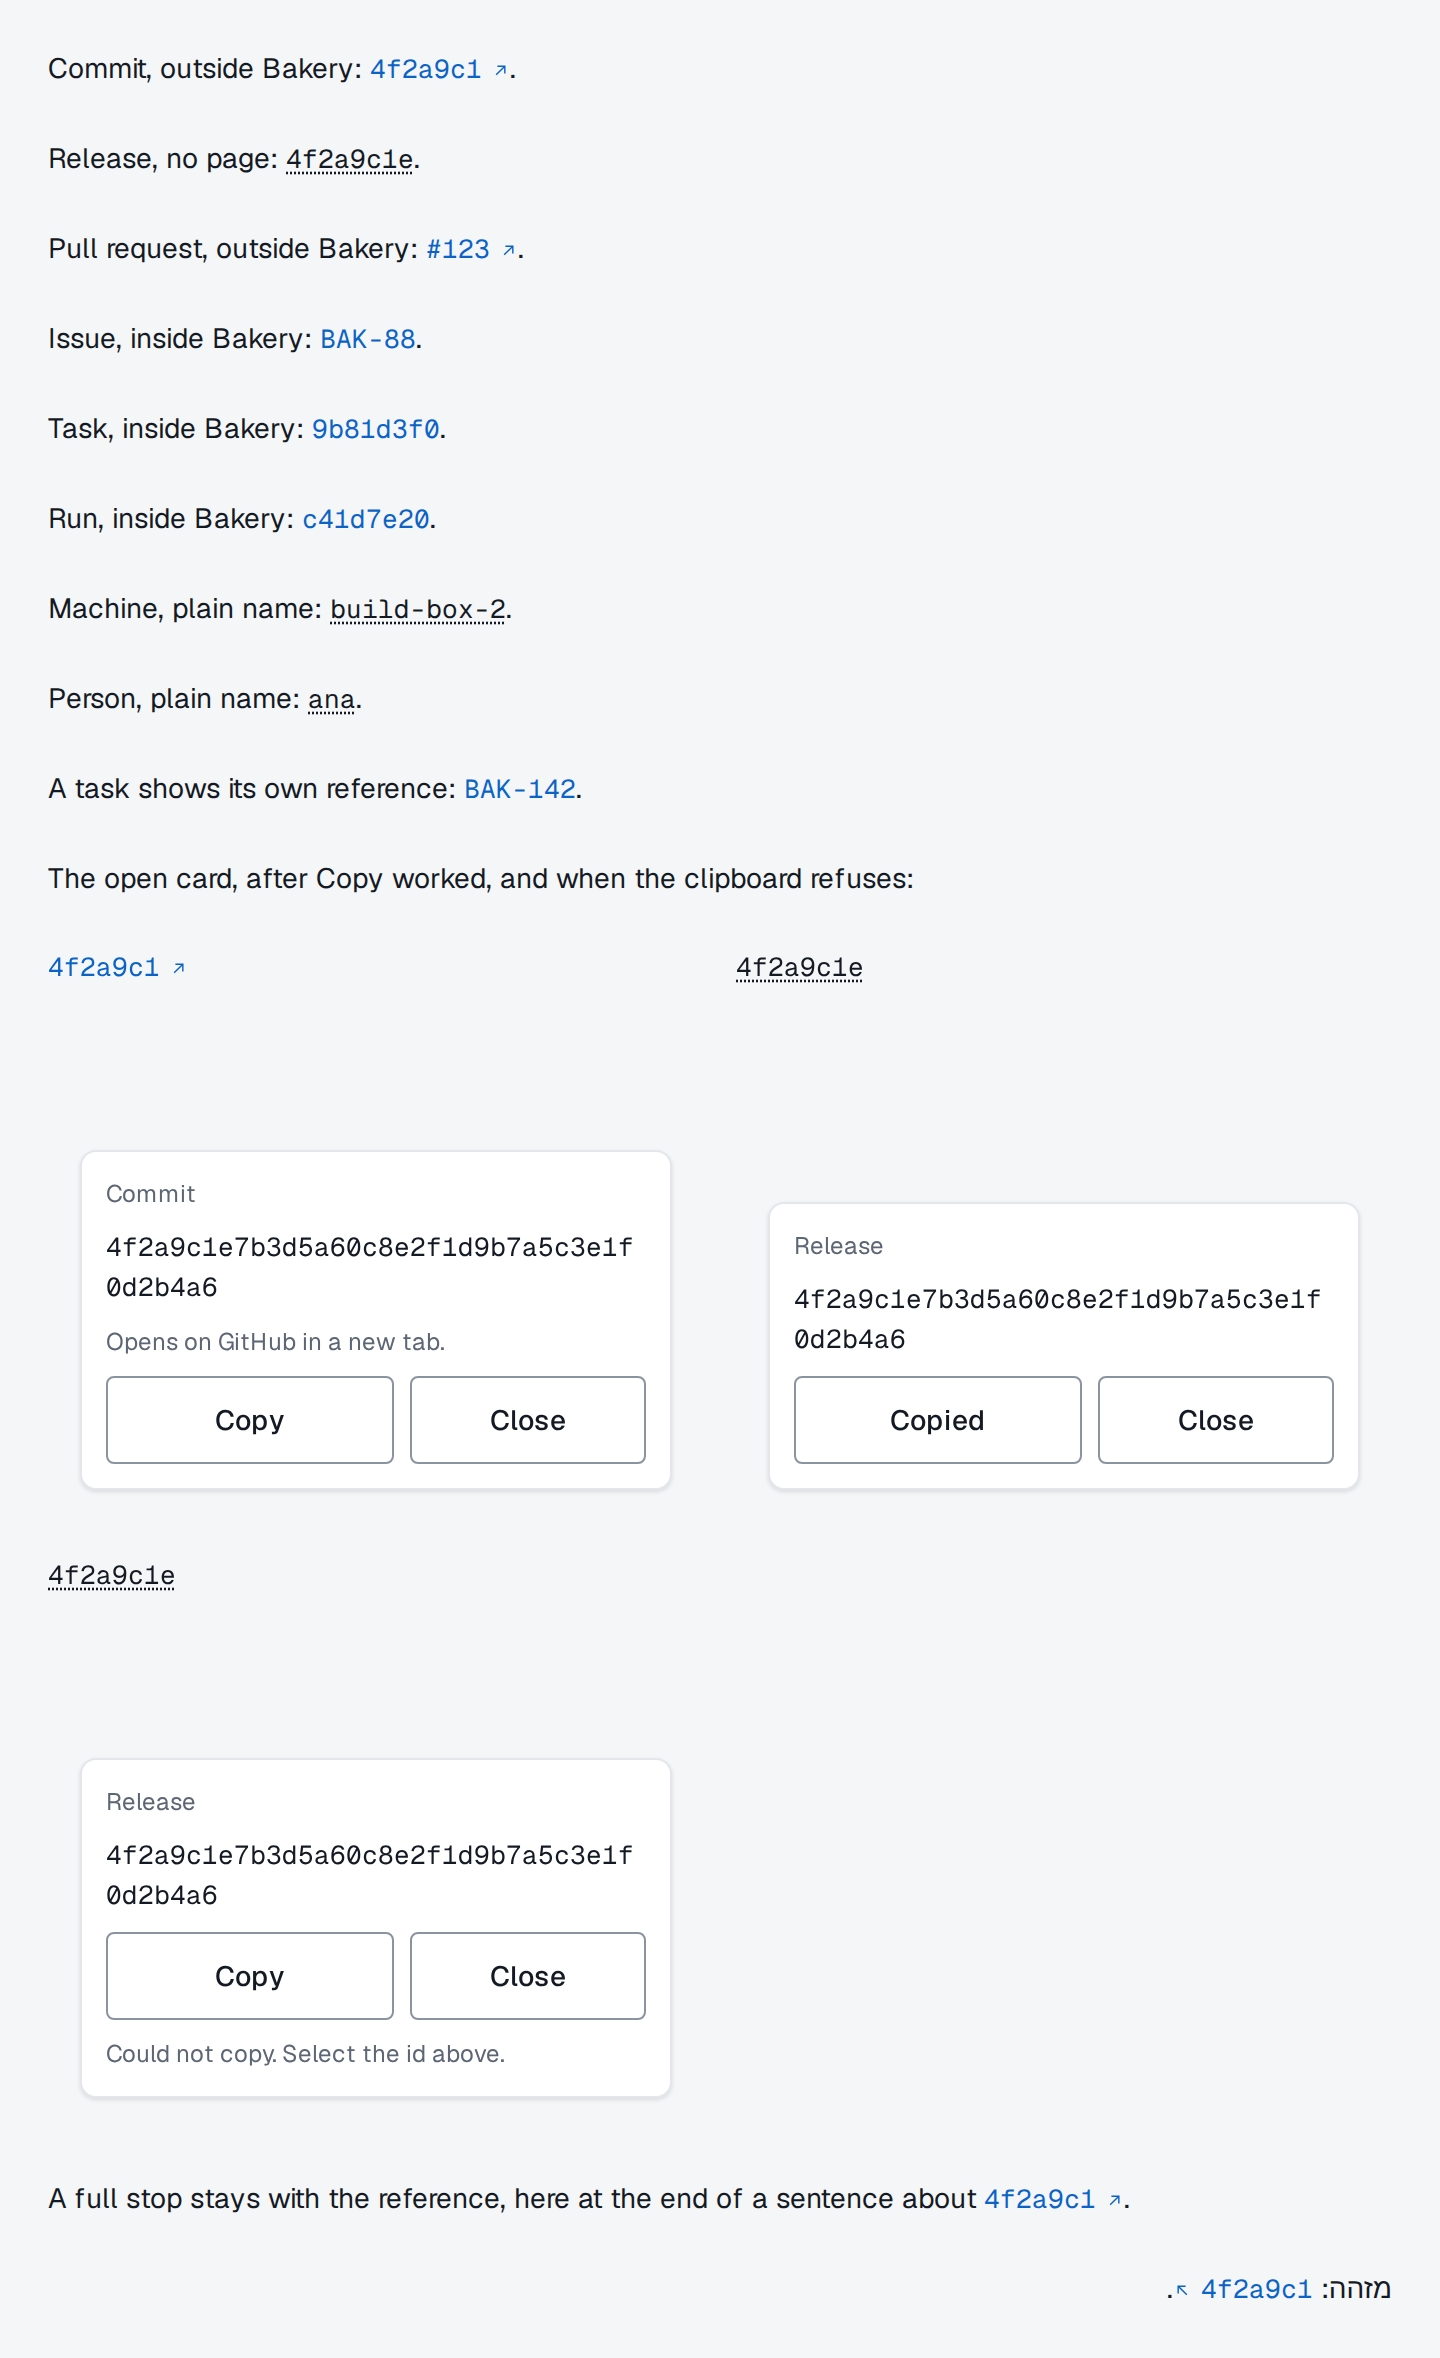 Commit, outside Bakery: 4f2a9c1 ↗.
Release, no page: 4f2a9c1e.
Pull request, outside Bakery: #123 ↗.
Issue, inside Bakery: BAK-88.
Task, inside Bakery: 9b81d3f0.
Run, inside Bakery: c41d7e20.
Machine, plain name: build-box-2.
Person, plain name: ana.
A task shows its own reference: BAK-142.
The open card, after Copy worked, and when the clipboard refuses:
4f2a9c1 ↗
4f2a9c1e
Commit
4f2a9c1e7b3d5a60c8e2f1d9b7a5c3e1f
0d2b4a6
Opens on GitHub in a new tab.
Copy
Close
Release
4f2a9c1e7b3d5a60c8e2f1d9b7a5c3e1f
0d2b4a6
Copied
Close
4f2a9c1e
Release
4f2a9c1e7b3d5a60c8e2f1d9b7a5c3e1f
0d2b4a6
Copy
Close
Could not copy. Select the id above.
A full stop stays with the reference, here at the end of a sentence about 4f2a9c1 ↗.
מזהה: 4f2a9c1 ↖.